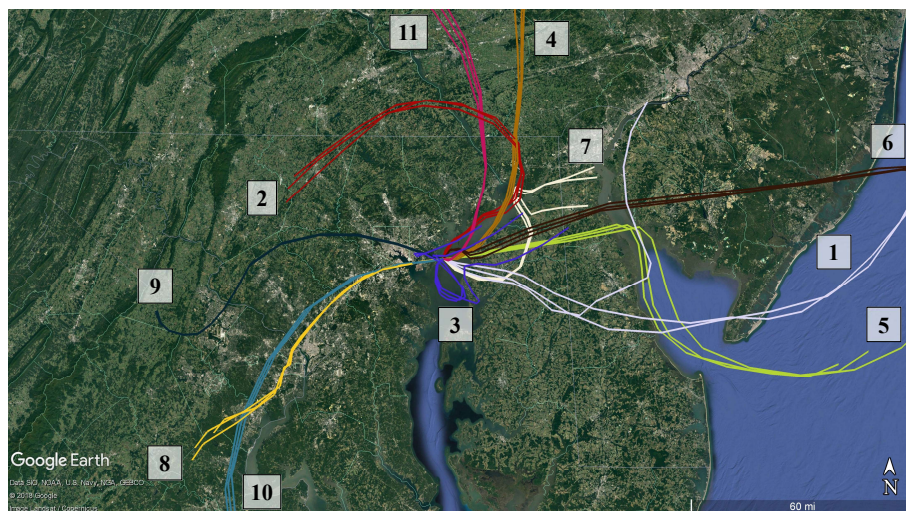 11
4
7
6
2
1
9
3
5
8
10
Google Earth
Data SIO, NOAA, U.S. Navy, NGA, GEBCO
© 2018 Google
Image Landsat / Copernicus
N
60 mi